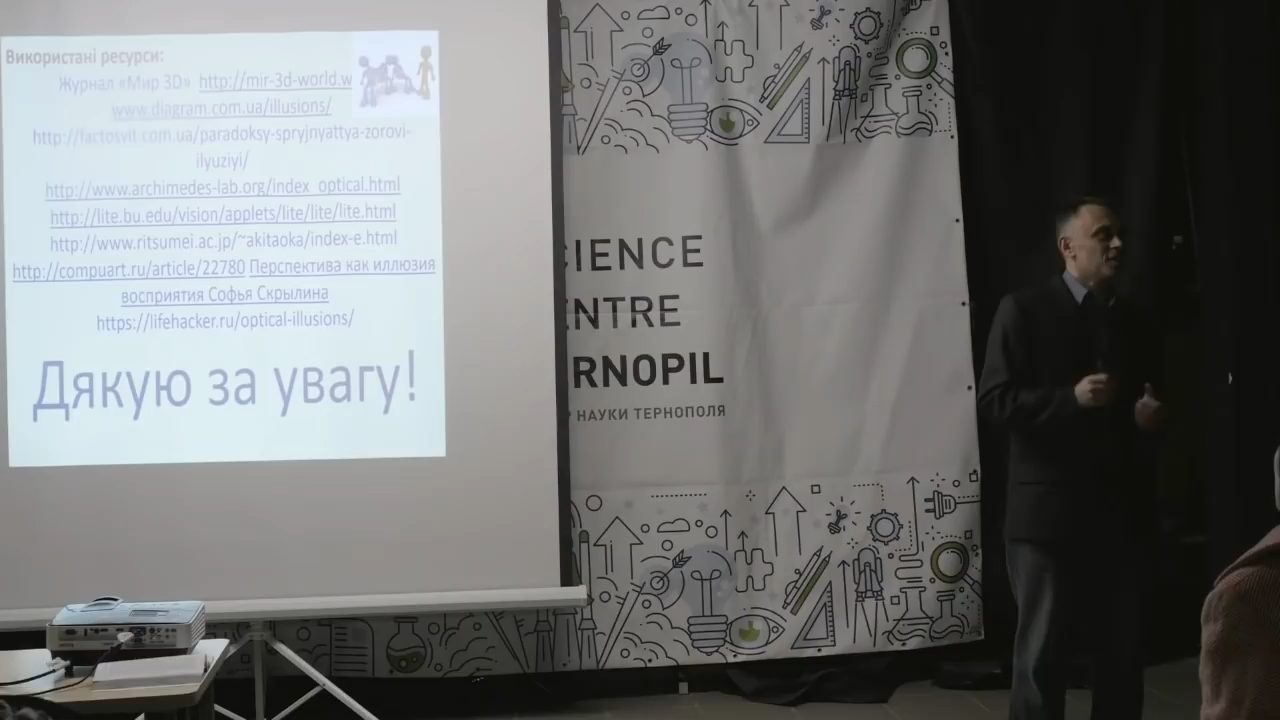 Використані ресурси:
Журнал «Мир 3D» http://mir-3d-world.w
www.diagram.com.ua/illusions/
http://factosvit.com.ua/paradoksy-spryjnyattya-zorovi-
ilyuziyi/
http://www.archimedes-lab.org/index_optical.html
http://lite.bu.edu/vision/applets/lite/lite/lite.html
http://www.ritsumei.ac.jp/~akitaoka/index-e.html
http://compuart.ru/article/22780 Перспектива как иллюзия
восприятия Софья Скрылина
https://lifehacker.ru/optical-illusions/
Дякую за увагу!
CIENCE
ENTRE
RNOPIL
НАУКИ ТЕРНОПОЛЯ